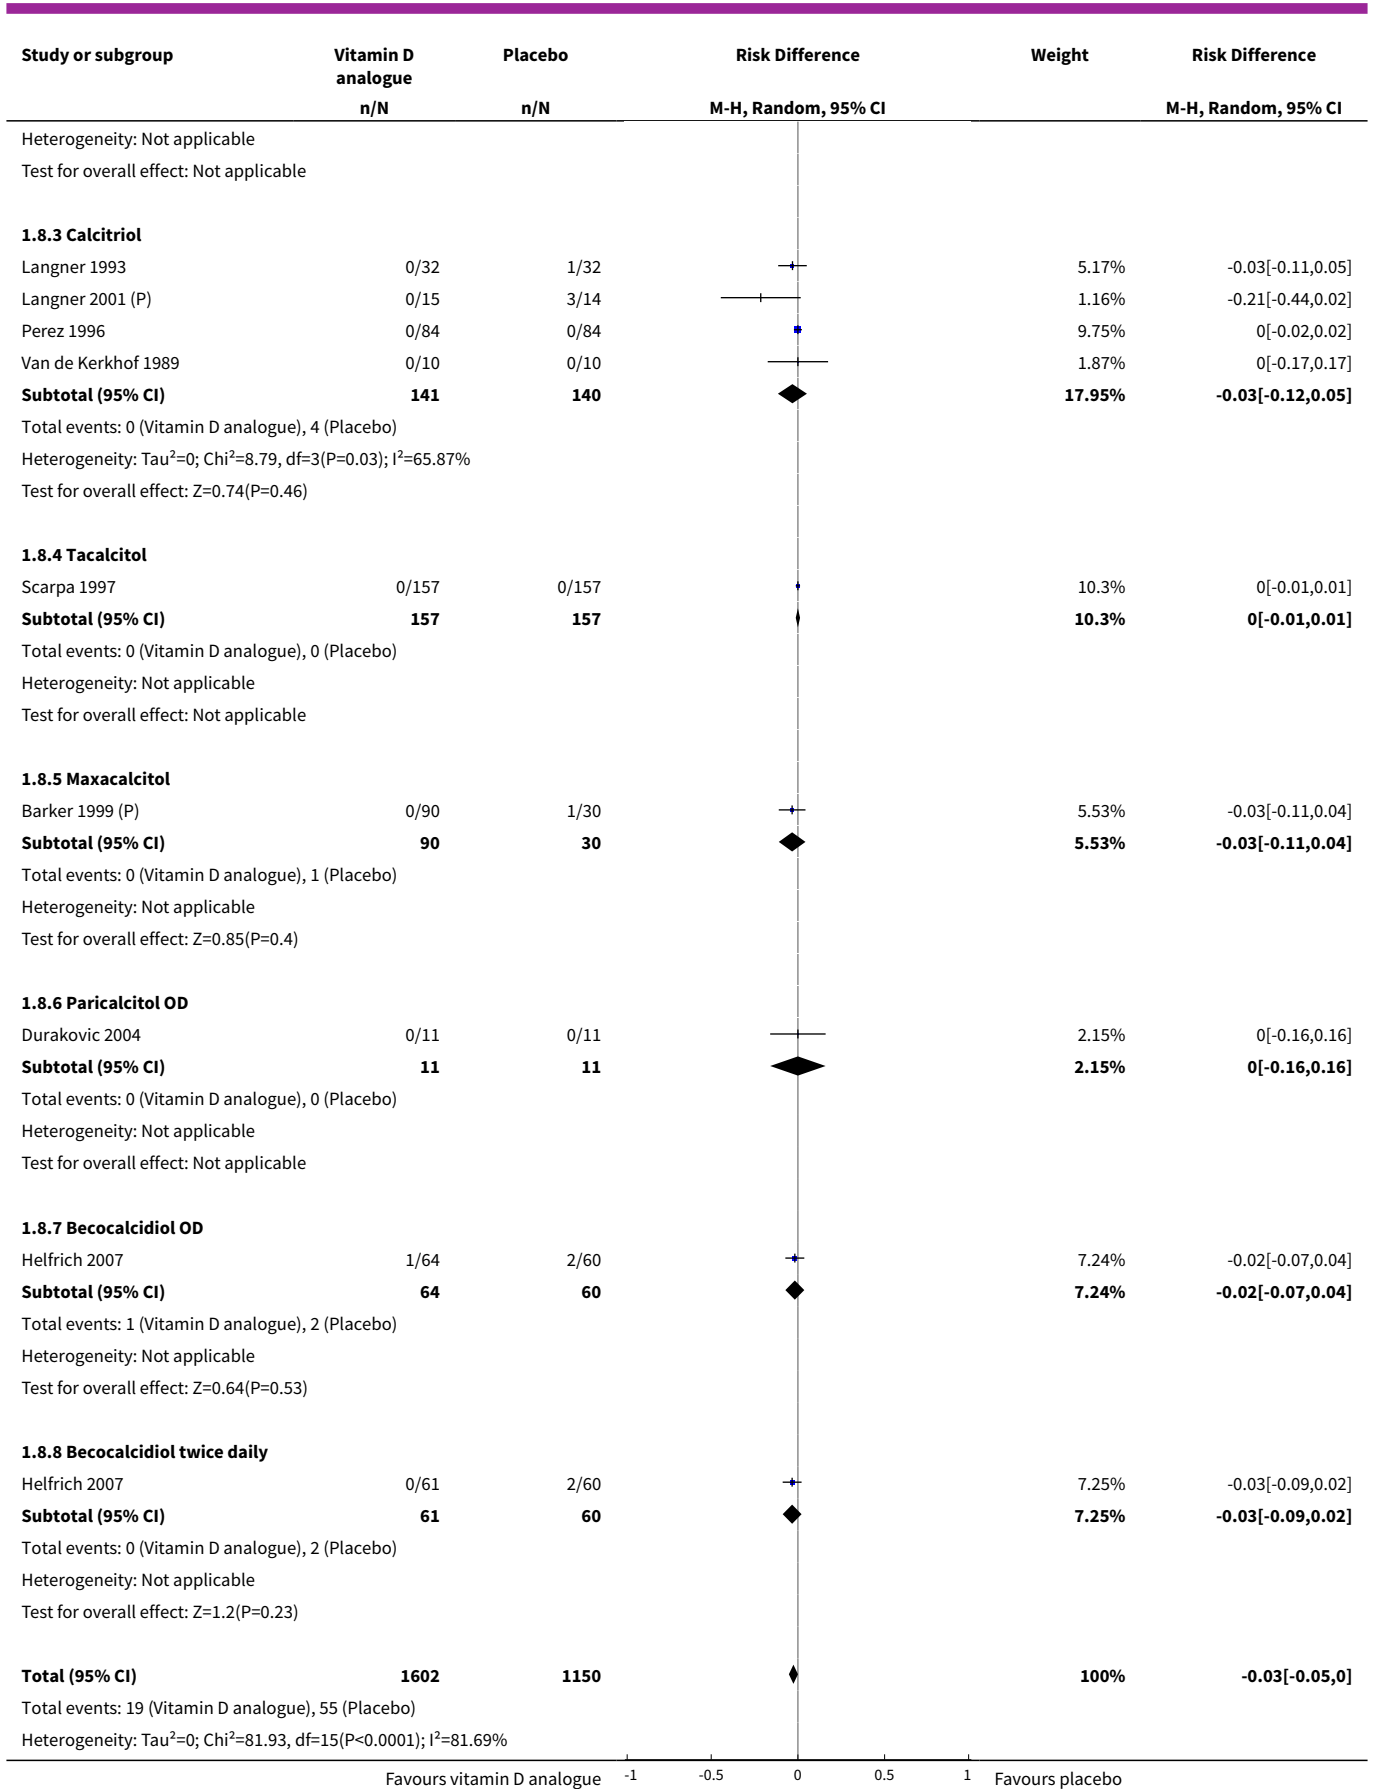 Study or subgroup Vitamin D analogue Placebo Risk Difference Weight Risk Difference
n/N n/N M-H, Random, 95% CI M-H, Random, 95% CI
Heterogeneity: Not applicable
Test for overall effect: Not applicable
1.8.3 Calcitriol
Langner 1993 0/32 1/32 5.17% -0.03[-0.11,0.05]
Langner 2001 (P) 0/15 3/14 1.16% -0.21[-0.44,0.02]
Perez 1996 0/84 0/84 9.75% 0[-0.02,0.02]
Van de Kerkhof 1989 0/10 0/10 1.87% 0[-0.17,0.17]
Subtotal (95% CI) 141 140 17.95% -0.03[-0.12,0.05]
Total events: 0 (Vitamin D analogue), 4 (Placebo)
Heterogeneity: Tau²=0; Chi²=8.79, df=3(P=0.03); I²=65.87%
Test for overall effect: Z=0.74(P=0.46)
1.8.4 Tacalcitol
Scarpa 1997 0/157 0/157 10.3% 0[-0.01,0.01]
Subtotal (95% CI) 157 157 10.3% 0[-0.01,0.01]
Total events: 0 (Vitamin D analogue), 0 (Placebo)
Heterogeneity: Not applicable
Test for overall effect: Not applicable
1.8.5 Maxacalcitol
Barker 1999 (P) 0/90 1/30 5.53% -0.03[-0.11,0.04]
Subtotal (95% CI) 90 30 5.53% -0.03[-0.11,0.04]
Total events: 0 (Vitamin D analogue), 1 (Placebo)
Heterogeneity: Not applicable
Test for overall effect: Z=0.85(P=0.4)
1.8.6 Paricalcitol OD
Durakovic 2004 0/11 0/11 2.15% 0[-0.16,0.16]
Subtotal (95% CI) 11 11 2.15% 0[-0.16,0.16]
Total events: 0 (Vitamin D analogue), 0 (Placebo)
Heterogeneity: Not applicable
Test for overall effect: Not applicable
1.8.7 Becocalcidiol OD
Helfrich 2007 1/64 2/60 7.24% -0.02[-0.07,0.04]
Subtotal (95% CI) 64 60 7.24% -0.02[-0.07,0.04]
Total events: 1 (Vitamin D analogue), 2 (Placebo)
Heterogeneity: Not applicable
Test for overall effect: Z=0.64(P=0.53)
1.8.8 Becocalcidiol twice daily
Helfrich 2007 0/61 2/60 7.25% -0.03[-0.09,0.02]
Subtotal (95% CI) 61 60 7.25% -0.03[-0.09,0.02]
Total events: 0 (Vitamin D analogue), 2 (Placebo)
Heterogeneity: Not applicable
Test for overall effect: Z=1.2(P=0.23)
Total (95% CI) 1602 1150 100% -0.03[-0.05,0]
Total events: 19 (Vitamin D analogue), 55 (Placebo)
Heterogeneity: Tau²=0; Chi²=81.93, df=15(P<0.0001); I²=81.69%
Favours vitamin D analogue -1 -0.5 0 0.5 1 Favours placebo